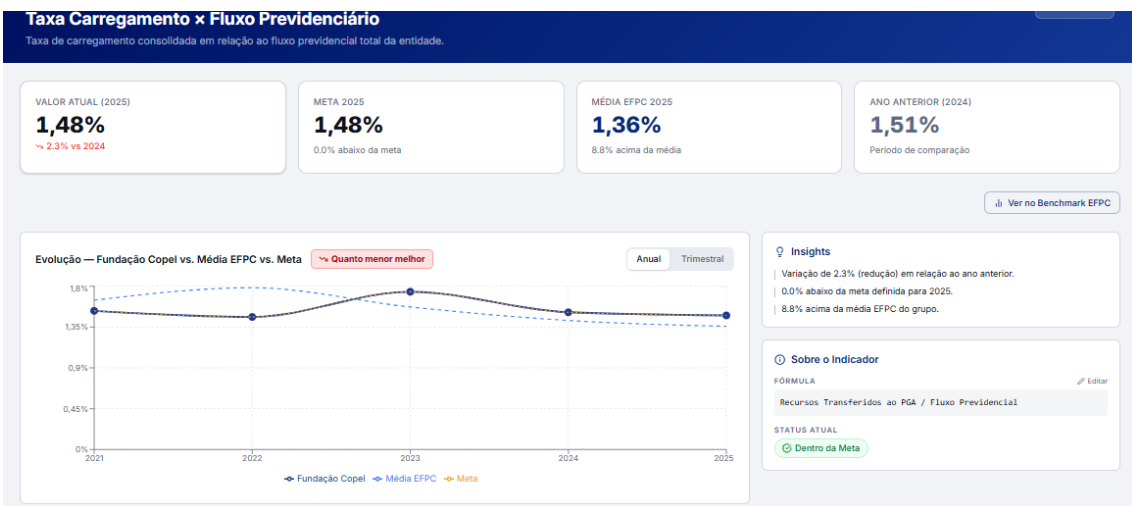 Taxa Carregamento × Fluxo Previdenciário
Taxa de carregamento consolidada em relação ao fluxo previdencial total da entidade.
VALOR ATUAL (2025)
1,48%
2.3% vs 2024
META 2025
1,48%
0.0% abaixo da meta
MÉDIA EFPC 2025
1,36%
8.8% acima da média
ANO ANTERIOR (2024)
1,51%
Período de comparação
Ver no Benchmark EFPC
Evolução — Fundação Copel vs. Média EFPC vs. Meta
Quanto menor melhor
Anual
Trimestral
1,8%
1,35%
0,9%
0,45%
0%
2021
2022
2023
2024
2025
Fundação Copel
Média EFPC
Meta
Insights
Variação de 2.3% (redução) em relação ao ano anterior.
0.0% abaixo da meta definida para 2025.
8.8% acima da média EFPC do grupo.
Sobre o Indicador
FÓRMULA
Editar
Recursos Transferidos ao PGA / Fluxo Previdencial
STATUS ATUAL
Dentro da Meta